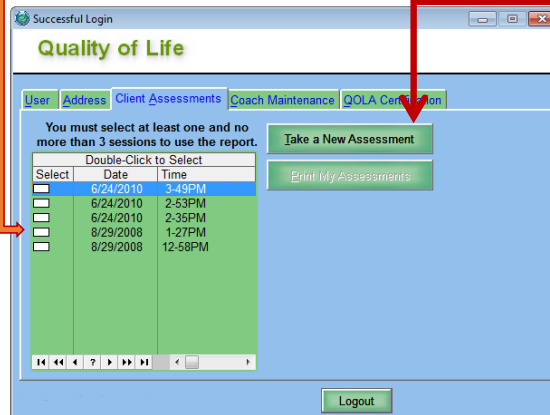 Successful Login
Quality of Life
User Address Client Assessments Coach Maintenance QOLA Certification
You must select at least one and no
more than 3 sessions to use the report.
Take a New Assessment
Print My Assessments
Double-Click to Select
Select Date Time
6/24/2010 3-49PM
6/24/2010 2-53PM
6/24/2010 2-35PM
8/29/2008 1-27PM
8/29/2008 12-58PM
?
Logout